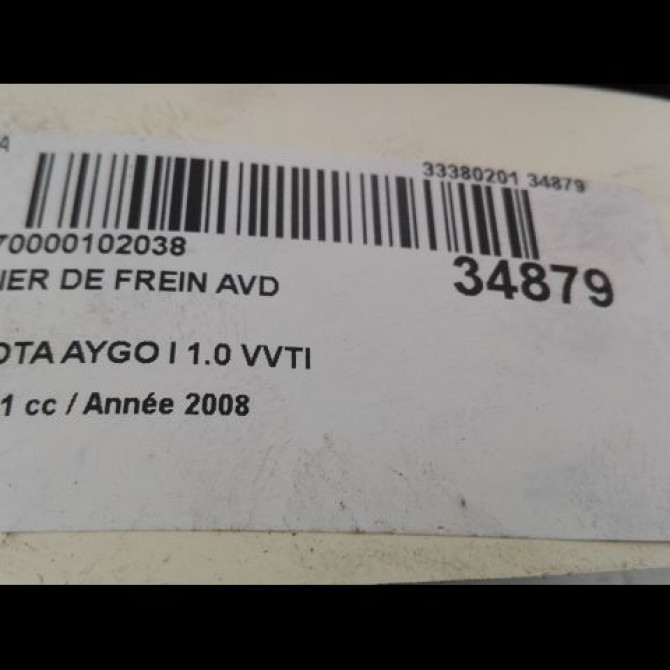 33380201 34879
70000102038
34879
IER DE FREIN AVD
OTA AYGO I 1.0 VVTI
1 cc / Année 2008